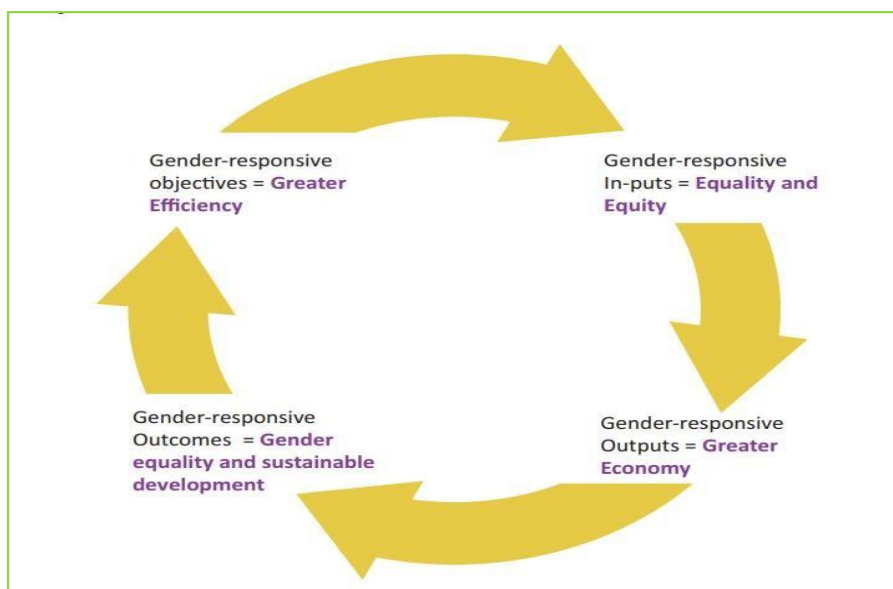 Gender-responsive
objectives = Greater
Efficiency
Gender-responsive
In-puts = Equality and
Equity
Gender-responsive
Outputs = Greater
Economy
Gender-responsive
Outcomes  = Gender
equality and sustainable
development